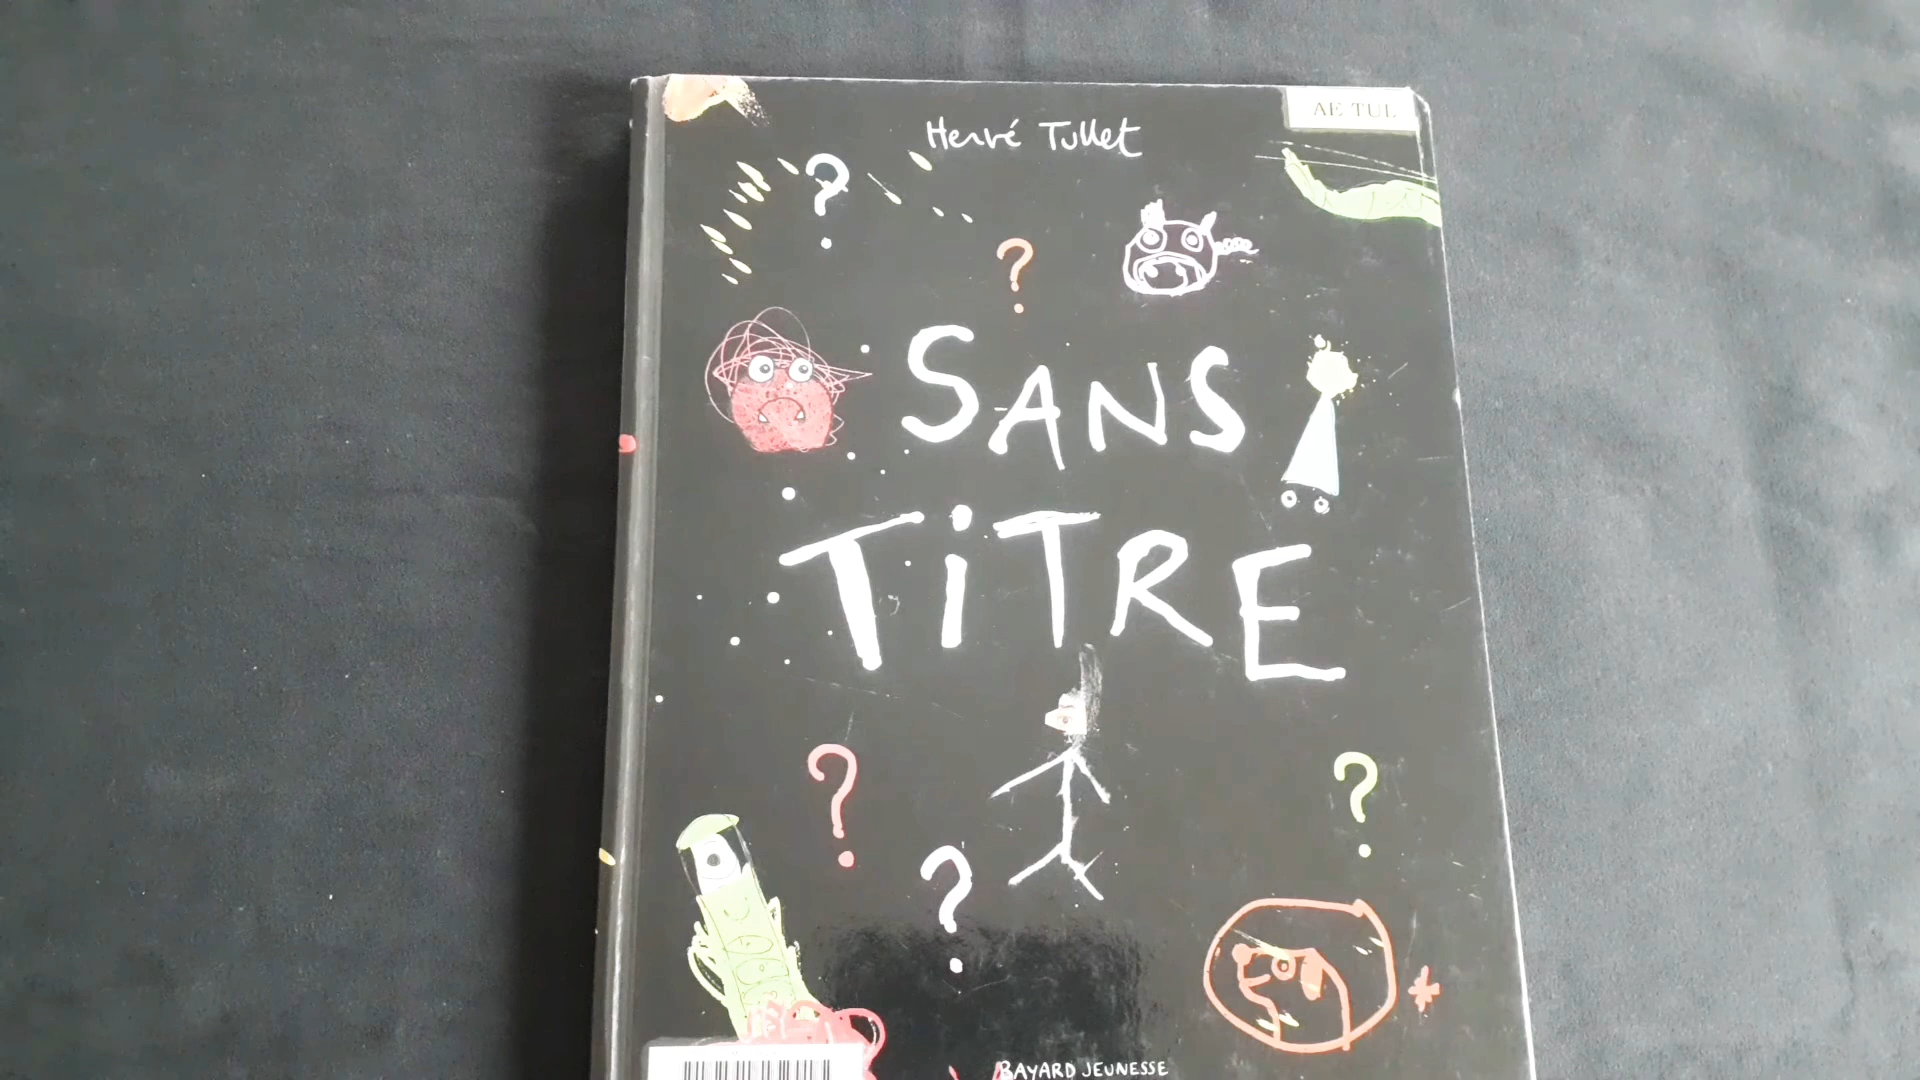 AE TUL
Hervé Tullet
?
?
SANS
TiTRE
?
?
?
BAYARD JEUNESSE